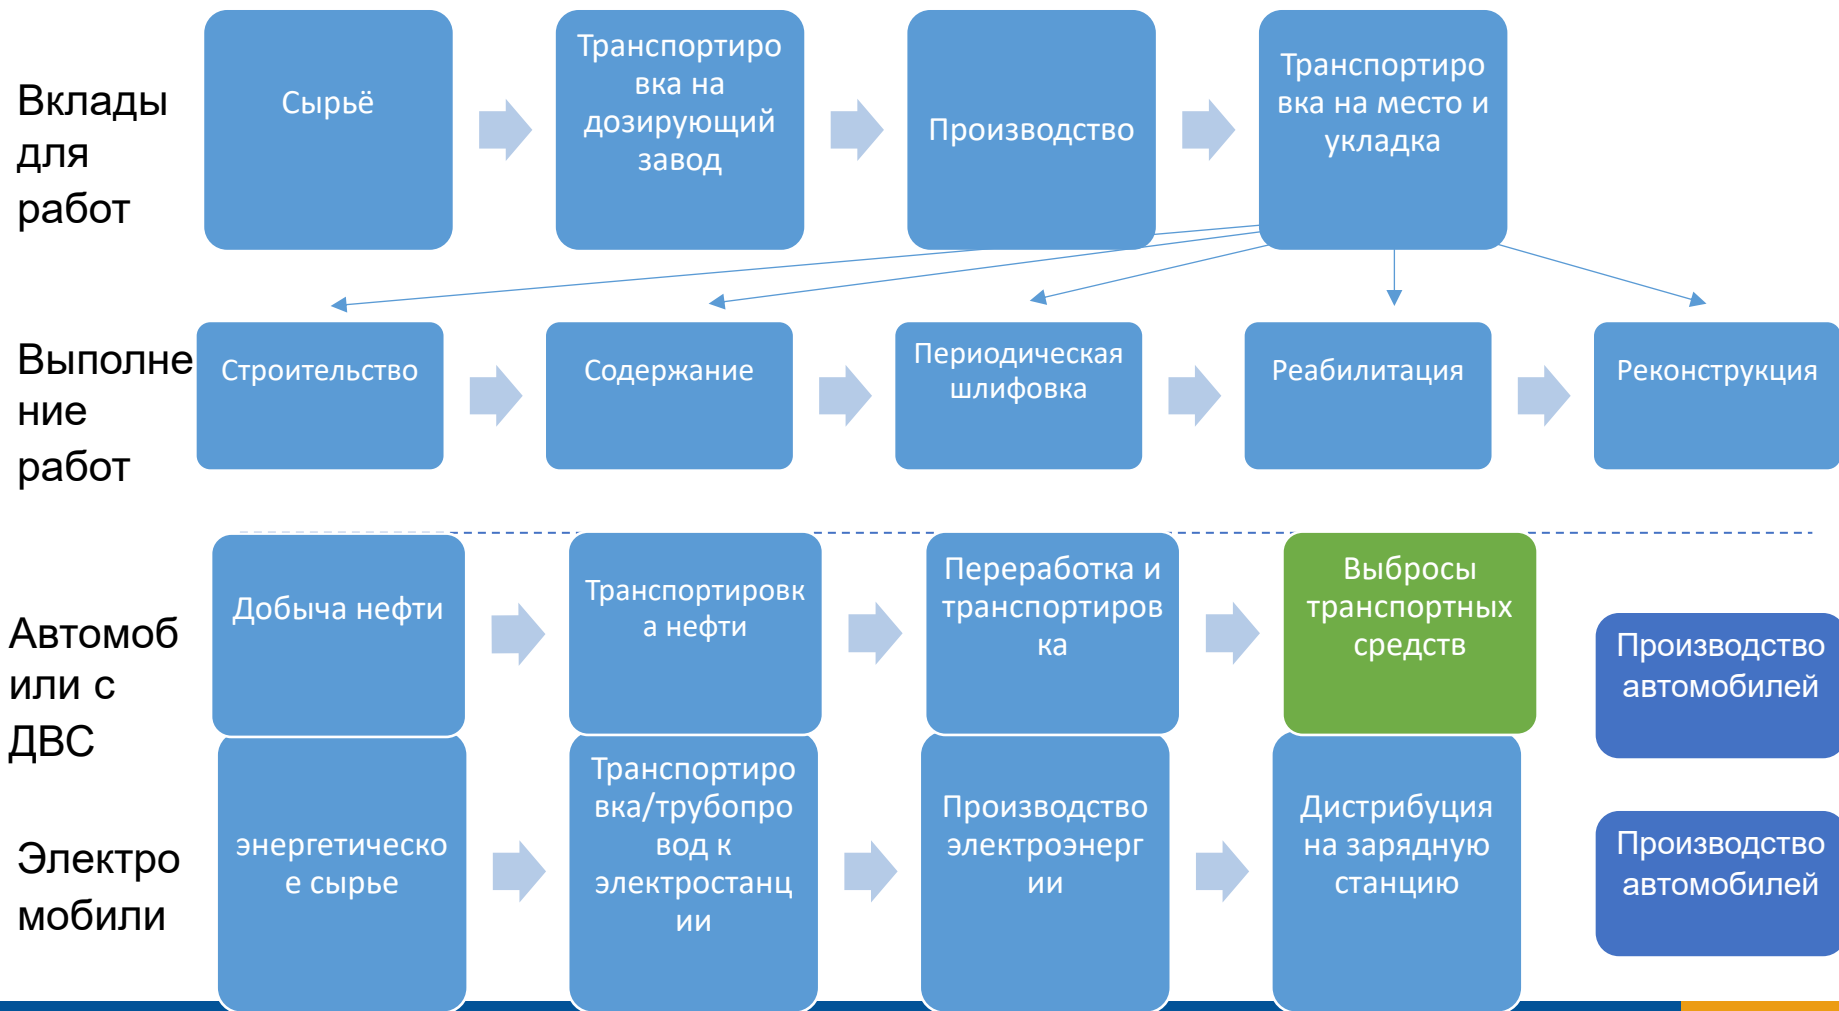 Вклады
для
работ
Сырьё
Транспортиро
вка на
дозирующий
завод
Производство
Транспортиро
вка на место и
укладка
Выполне
ние
работ
Строительство
Содержание
Периодическая
шлифовка
Реабилитация
Реконструкция
Автомоб
или с
ДВС
Добыча нефти
Транспортировк
а нефти
Переработка и
транспортиров
ка
Выбросы
транспортных
средств
Производство
автомобилей
Электро
мобили
энергетическо
е сырье
Транспортиро
вка/трубопро
вод к
электростанц
ии
Производство
электроэнерг
ии
Дистрибуция
на зарядную
станцию
Производство
автомобилей